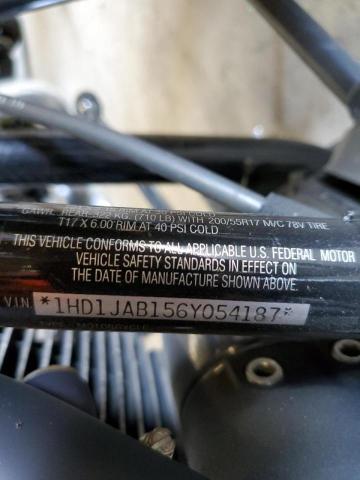 GAWR REAR 322 KG (710 LB) WITH 200/55R17 M/C 78V TIRE
T17 X 6.00 RIM AT 40 PSI COLD
THIS VEHICLE CONFORMS TO ALL APPLICABLE U.S. FEDERAL MOTOR
VEHICLE SAFETY STANDARDS IN EFFECT ON
THE DATE OF MANUFACTURE SHOWN ABOVE.
V.I.N. *1HD1JAB156Y054187*
TYPE: MOTORCYCLE